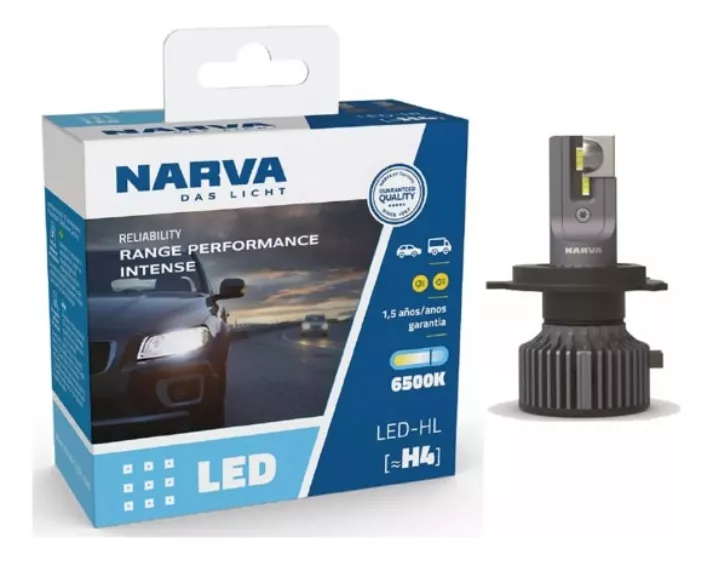 NARVA
DAS LICHT
RELIABILITY
RANGE PERFORMANCE
INTENSE
GUARANTEED
QUALITY
1,5 años/anos
garantia
6500K
LED-HL
[≈H4]
LED
NARVA